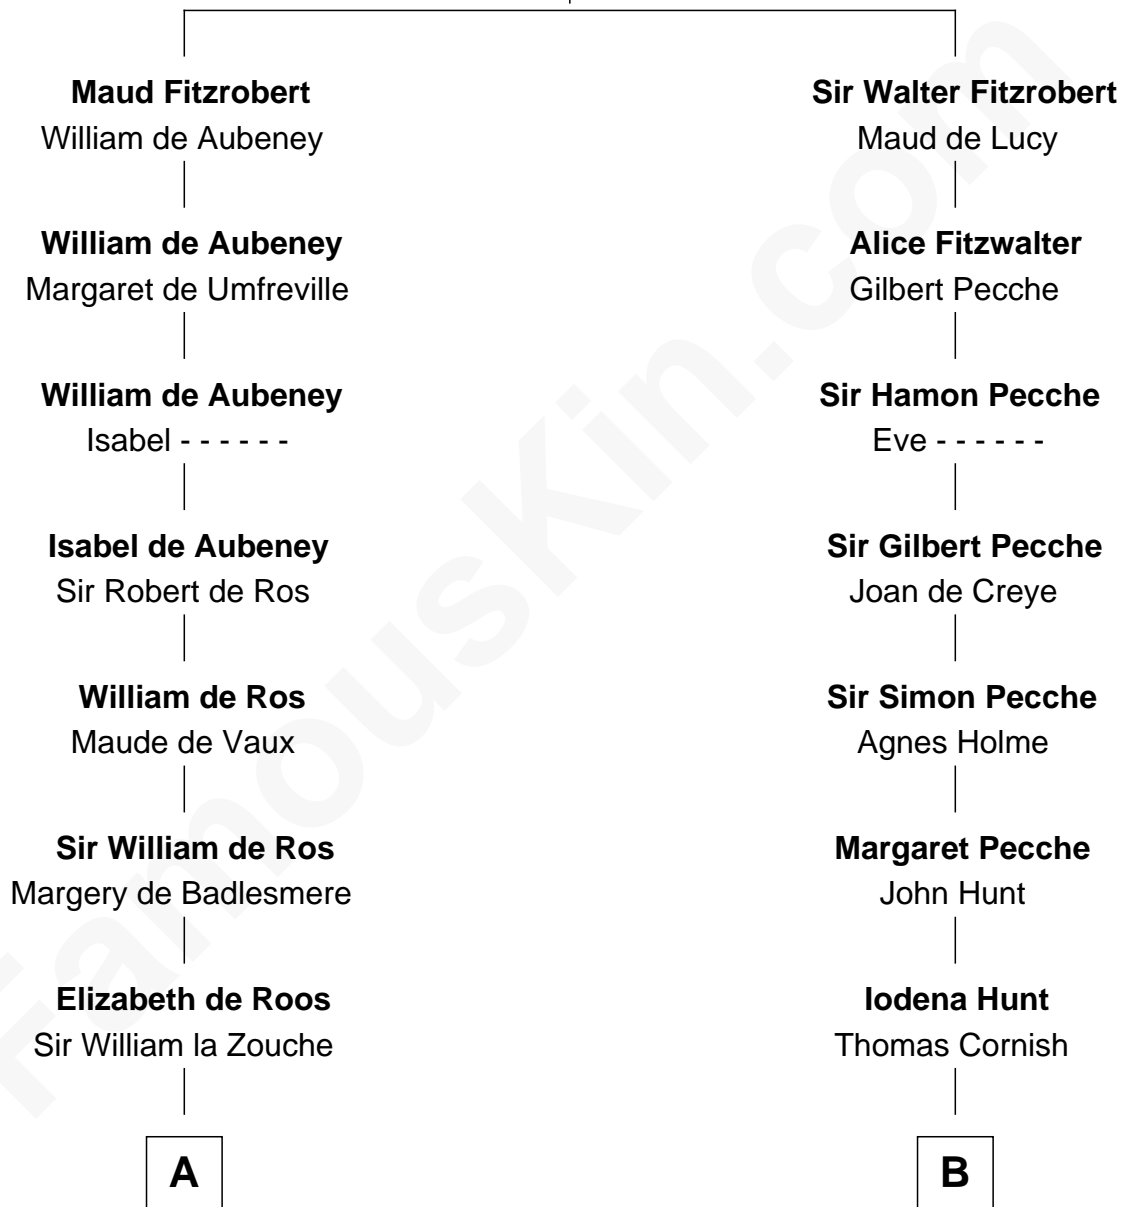 Maud Fitzrobert
William de Aubeney
William de Aubeney
Margaret de Umfreville
William de Aubeney
Isabel - - - - - -
Isabel de Aubeney
Sir Robert de Ros
William de Ros
Maude de Vaux
Sir William de Ros
Margery de Badlesmere
Elizabeth de Roos
Sir William la Zouche
A
Sir Walter Fitzrobert
Maud de Lucy
Alice Fitzwalter
Gilbert Pecche
Sir Hamon Pecche
Eve - - - - - -
Sir Gilbert Pecche
Joan de Creye
Sir Simon Pecche
Agnes Holme
Margaret Pecche
John Hunt
Iodena Hunt
Thomas Cornish
B
FamousKin.com